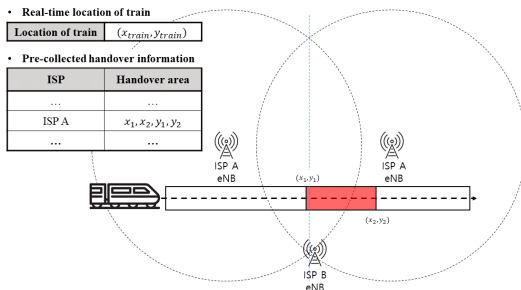 • Real-time location of train
Location of train (x_train, y_train)
• Pre-collected handover information
ISP Handover area
... ...
ISP A x₁, x₂, y₁, y₂
... ...
ISP A
eNB
ISP A
eNB
(x₁, y₁)
(x₂, y₂)
ISP B
eNB